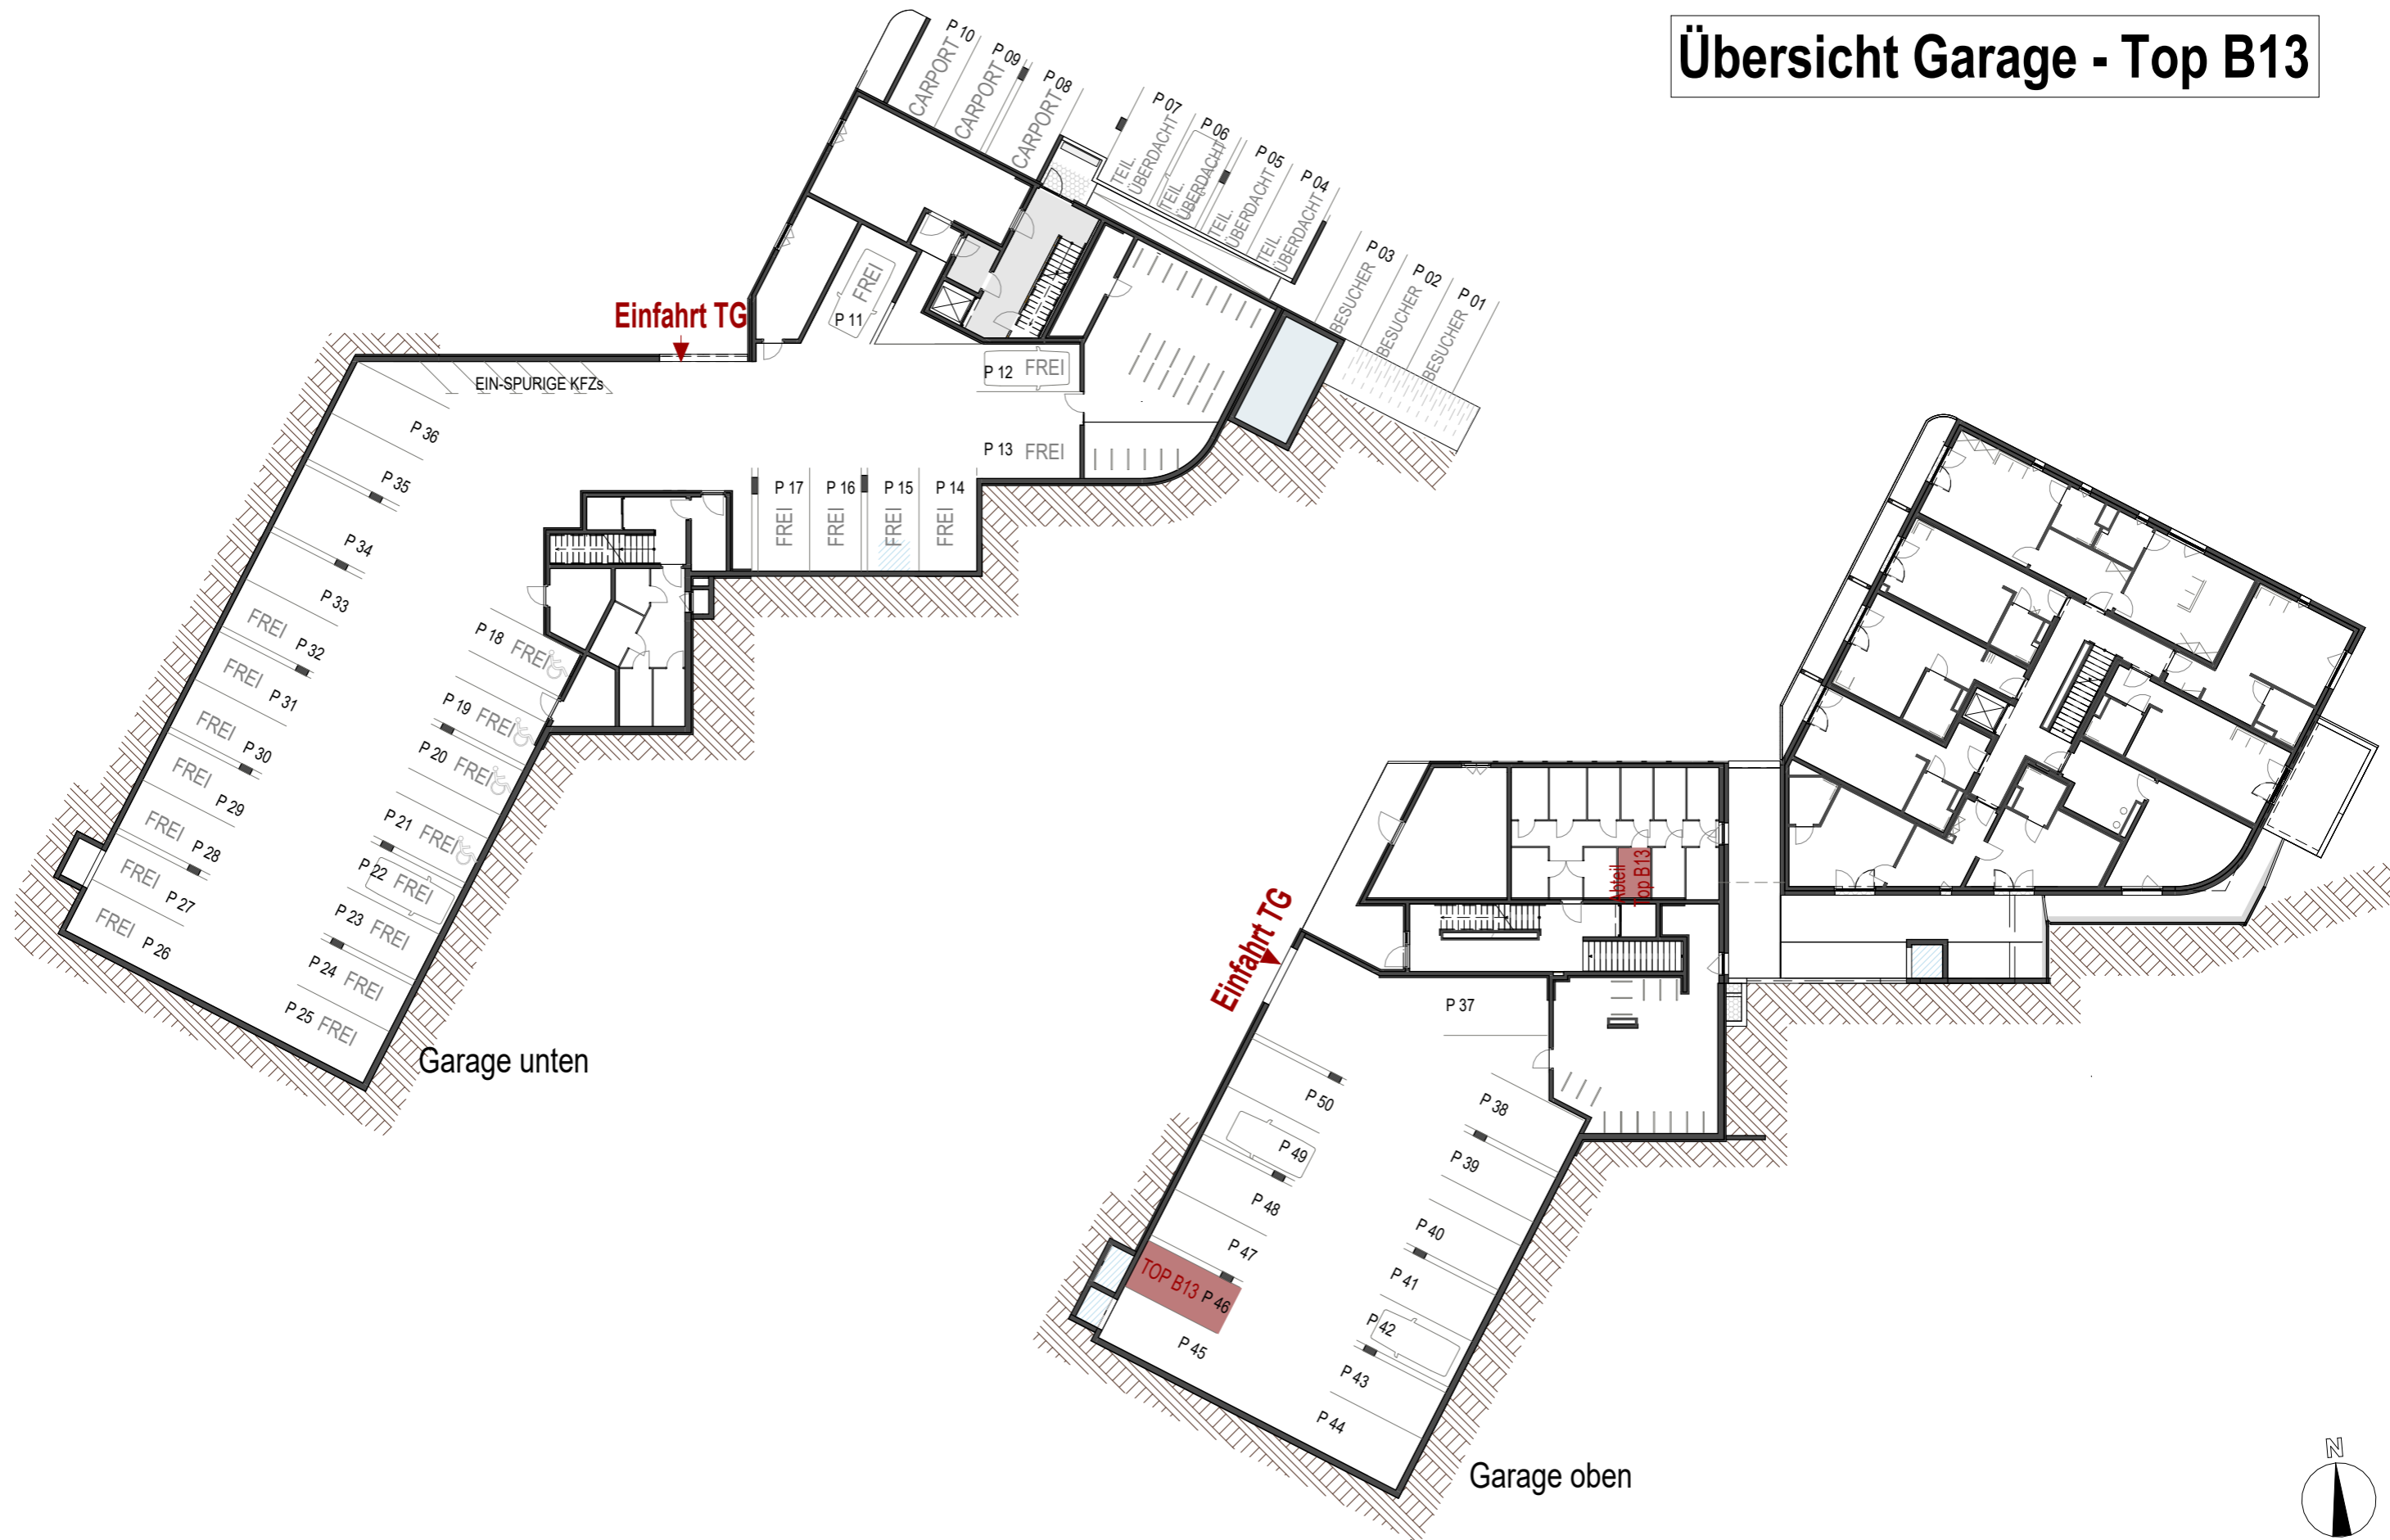 Übersicht Garage - Top B13
P 10
CARPORT
P 09
CARPORT
P 08
CARPORT
P 07
TEIL.
ÜBERDACHT
P 06
TEIL.
ÜBERDACHT
P 05
TEIL.
ÜBERDACHT
P 04
TEIL.
ÜBERDACHT
P 03
BESUCHER
P 02
BESUCHER
P 01
BESUCHER
Einfahrt TG
EIN-SPURIGE KFZs
FREI
P 11
P 12 FREI
P 13 FREI
P 17
FREI
P 16
FREI
P 15
FREI
P 14
FREI
P 36
P 35
P 34
P 33
FREI P 32
FREI P 31
FREI P 30
FREI P 29
FREI P 28
FREI P 27
FREI P 26
P 18 FREI
P 19 FREI
P 20 FREI
P 21 FREI
P 22 FREI
P 23 FREI
P 24 FREI
P 25 FREI
Garage unten
Abteil
Top B13
Einfahrt TG
P 37
P 50
P 49
P 48
P 47
TOP B13 P 46
P 45
P 38
P 39
P 40
P 41
P 42
P 43
P 44
Garage oben
N